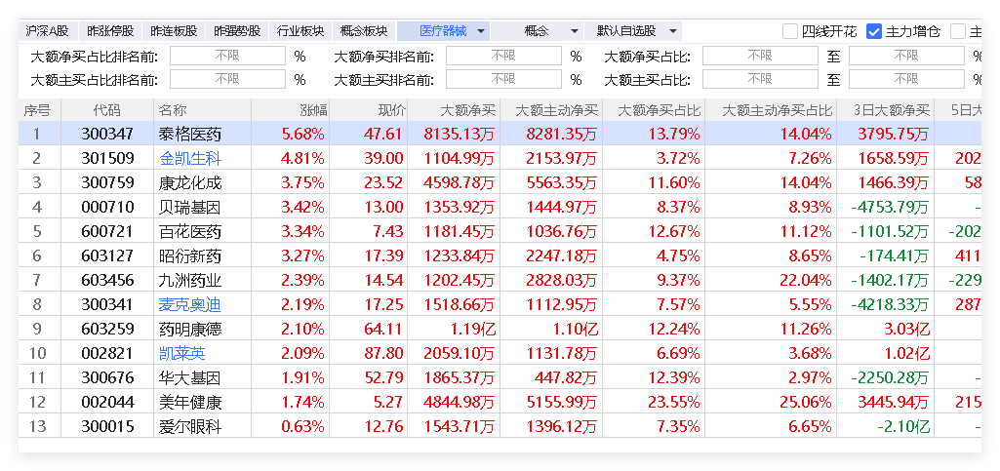 沪深A股 昨涨停股 昨连板股 昨强势股 行业板块 概念板块 医疗器械 概念 默认自选股 四线开花 主力增仓 主
大额净买占比排名前: 不限 % 大额净买排名前: 不限 % 大额净买占比: 不限 至 不限 %
大额主买占比排名前: 不限 % 大额主买排名前: 不限 % 大额主买占比: 不限 至 不限 %
序号 代码 名称 涨幅 现价 大额净买 大额主动净买 大额净买占比 大额主动净买占比 3日大额净买 5日大
1 300347 泰格医药 5.68% 47.61 8135.13万 8281.35万 13.79% 14.04% 3795.75万
2 301509 金凯生科 4.81% 39.00 1104.99万 2153.97万 3.72% 7.26% 1658.59万 202
3 300759 康龙化成 3.75% 23.52 4598.78万 5563.35万 11.60% 14.04% 1466.39万 58
4 000710 贝瑞基因 3.42% 13.00 1353.92万 1444.97万 8.37% 8.93% -4753.79万 -
5 600721 百花医药 3.34% 7.43 1181.45万 1036.76万 12.67% 11.12% -1101.52万 -202
6 603127 昭衍新药 3.27% 17.39 1233.84万 2247.18万 4.75% 8.65% -174.41万 411
7 603456 九洲药业 2.39% 14.54 1202.45万 2828.03万 9.37% 22.04% -1402.17万 -229
8 300341 麦克奥迪 2.19% 17.25 1518.66万 1112.95万 7.57% 5.55% -4218.33万 287
9 603259 药明康德 2.10% 64.11 1.19亿 1.10亿 12.24% 11.26% 3.03亿
10 002821 凯莱英 2.09% 87.80 2059.10万 1131.78万 6.69% 3.68% 1.02亿
11 300676 华大基因 1.91% 52.79 1865.37万 447.82万 12.39% 2.97% -2250.28万 -
12 002044 美年健康 1.74% 5.27 4844.98万 5155.99万 23.55% 25.06% 3445.94万 215
13 300015 爱尔眼科 0.63% 12.76 1543.71万 1396.12万 7.35% 6.65% -2.10亿 -